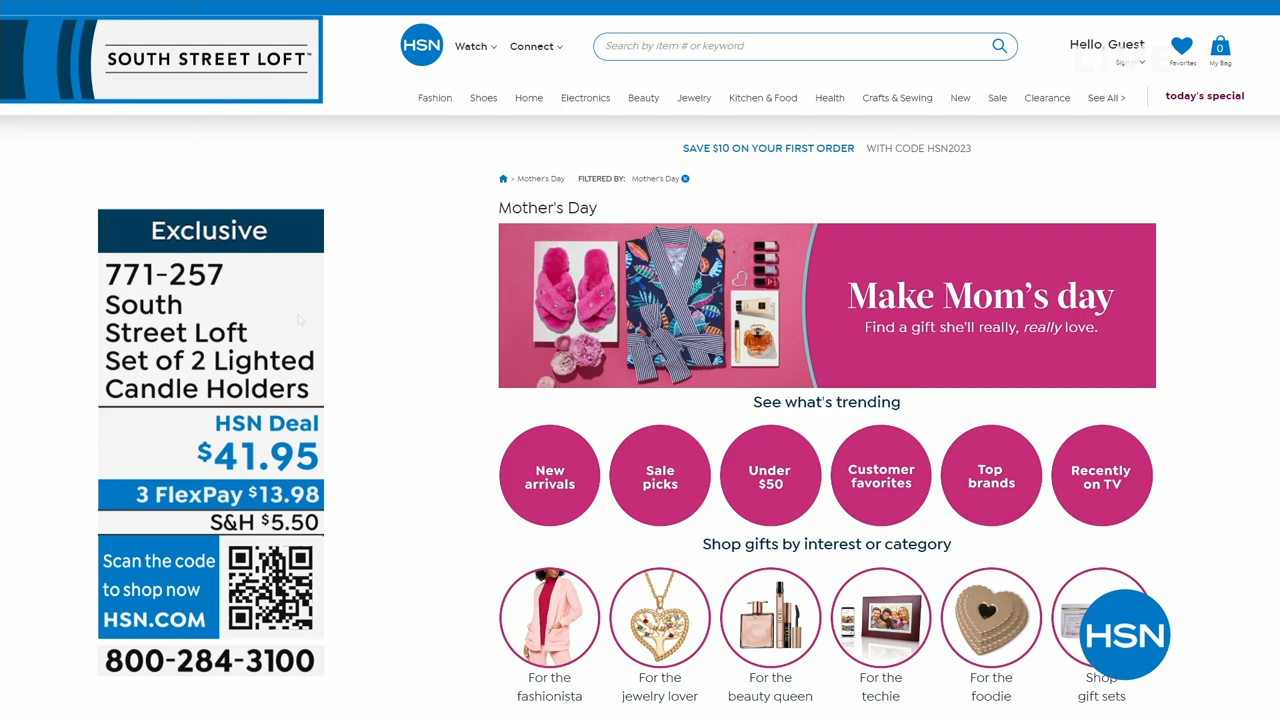 SOUTH STREET LOFT™
HSN
Watch
Connect
Search by item # or keyword
Hello, Guest
Favorites
0
My Bag
Fashion
Shoes
Home
Electronics
Beauty
Jewelry
Kitchen & Food
Health
Crafts & Sewing
New
Sale
Clearance
See All >
today's special
SAVE $10 ON YOUR FIRST ORDER WITH CODE HSN2023
> Mother's Day
FILTERED BY: Mother's Day
Mother's Day
Make Mom's day
Find a gift she'll really, really love.
See what's trending
New
arrivals
Sale
picks
Under
$50
Customer
favorites
Top
brands
Recently
on TV
Shop gifts by interest or category
For the
fashionista
For the
jewelry lover
For the
beauty queen
For the
techie
For the
foodie
Shop
gift sets
HSN
Exclusive
771-257
South
Street Loft
Set of 2 Lighted
Candle Holders
HSN Deal
$41.95
3 FlexPay $13.98
S&H $5.50
Scan the code
to shop now
HSN.COM
800-284-3100